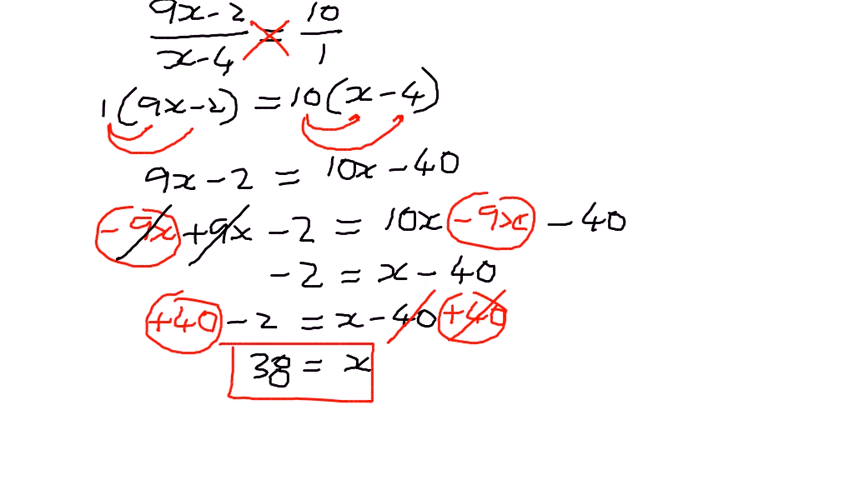 9x-2/x-4 = 10/1
1(9x-2) = 10(x-4)
9x-2 = 10x-40
-9x+9x-2 = 10x-9x-40
-2 = x-40
+40-2 = x-40+40
38 = x